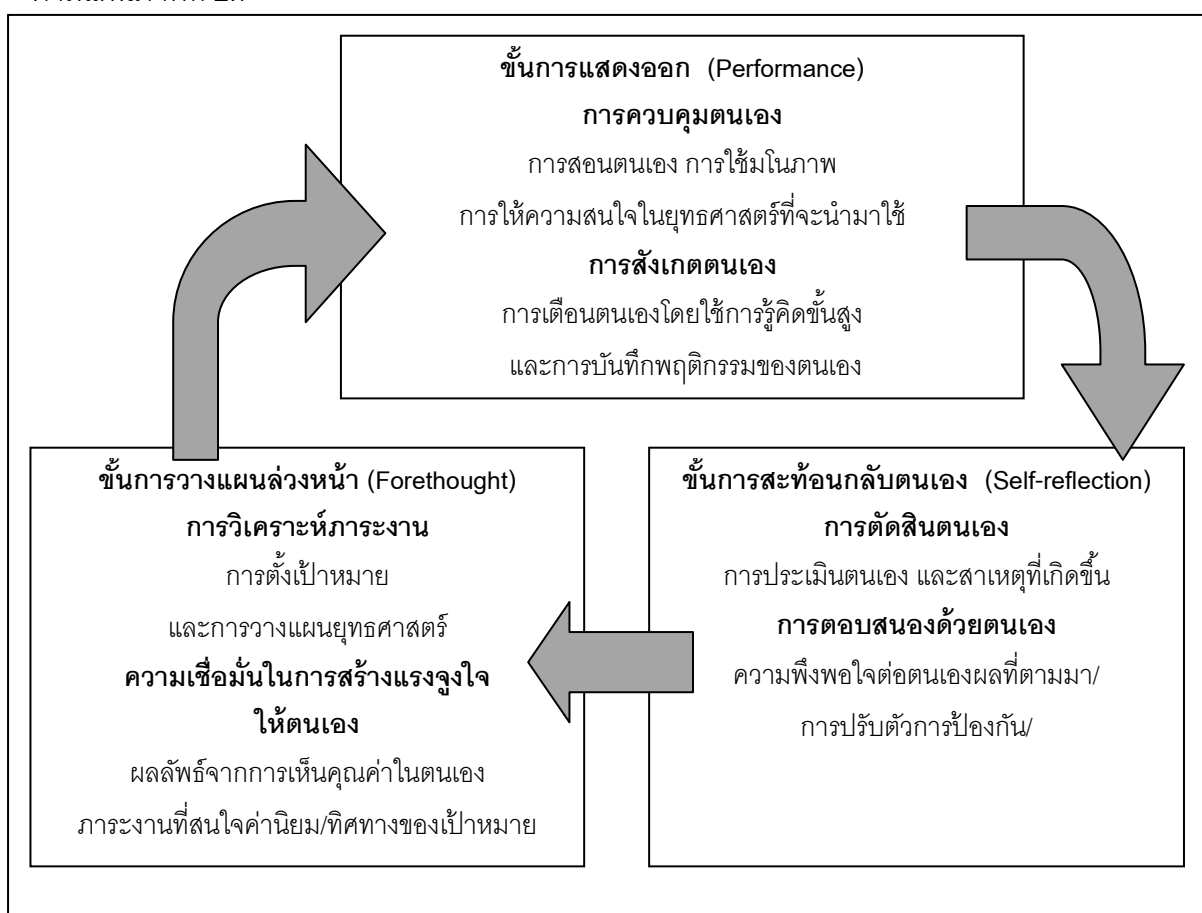 ขั้นการแสดงออก (Performance)
การควบคุมตนเอง
การสอนตนเอง การใช้มโนภาพ
การให้ความสนใจในยุทธศาสตร์ที่จะนำมาใช้
การสังเกตตนเอง
การเตือนตนเองโดยใช้การรู้คิดขั้นสูง
และการบันทึกพฤติกรรมของตนเอง
ขั้นการวางแผนล่วงหน้า (Forethought)
การวิเคราะห์ภาระงาน
การตั้งเป้าหมาย
และการวางแผนยุทธศาสตร์
ความเชื่อมั่นในการสร้างแรงจูงใจ
ให้ตนเอง
ผลลัพธ์จากการเห็นคุณค่าในตนเอง
ภาระงานที่สนใจค่านิยม/ทิศทางของเป้าหมาย
ขั้นการสะท้อนกลับตนเอง (Self-reflection)
การตัดสินตนเอง
การประเมินตนเอง และสาเหตุที่เกิดขึ้น
การตอบสนองด้วยตนเอง
ความพึงพอใจต่อตนเองผลที่ตามมา/
การปรับตัวการป้องกัน/